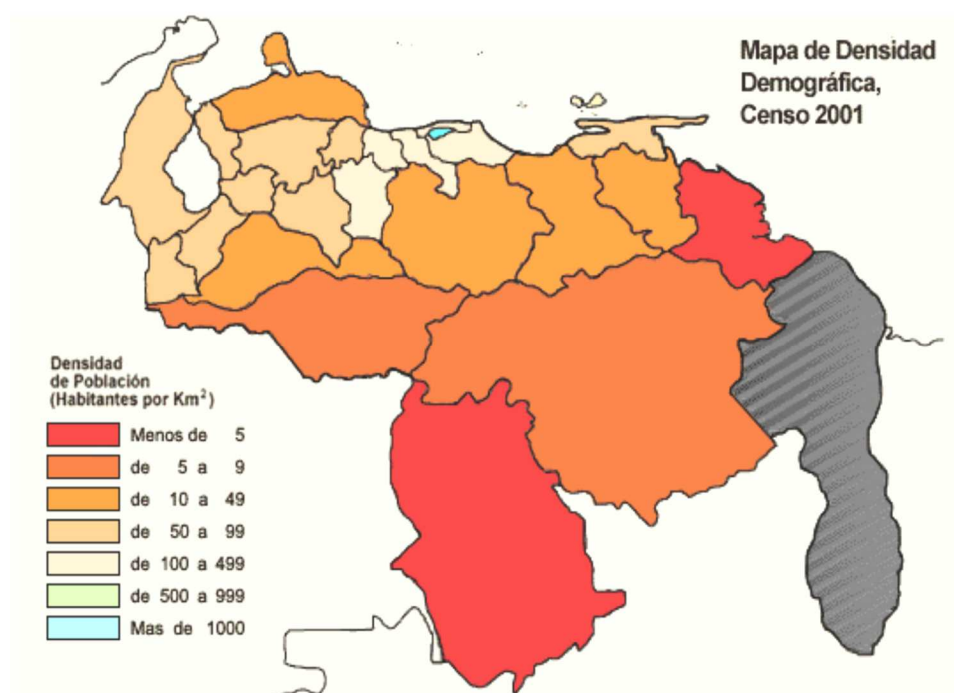 Mapa de Densidad
Demográfica,
Censo 2001
Densidad
de Población
(Habitantes por Km²)
Menos de 5
de 5 a 9
de 10 a 49
de 50 a 99
de 100 a 499
de 500 a 999
Mas de 1000